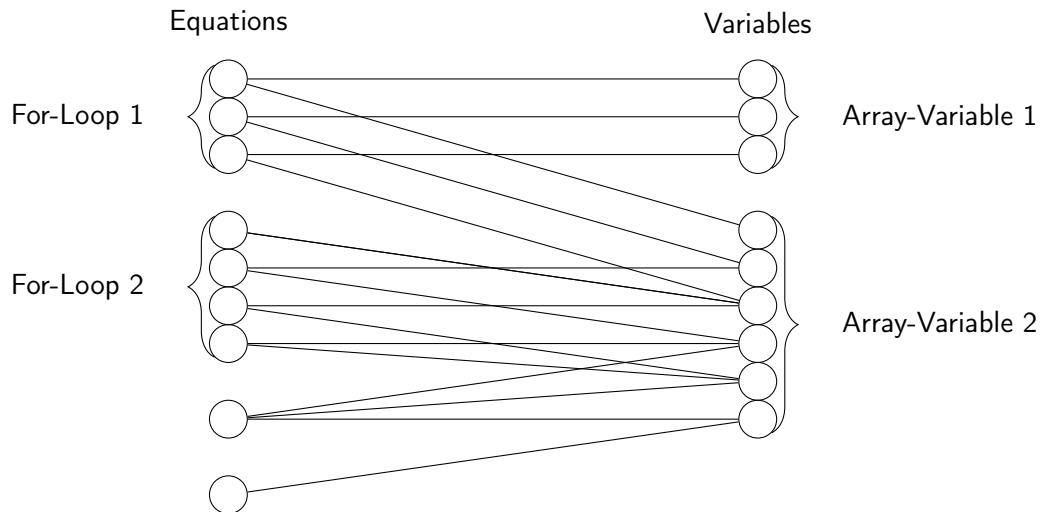 Equations
Variables
For-Loop 1
Array-Variable 1
For-Loop 2
Array-Variable 2